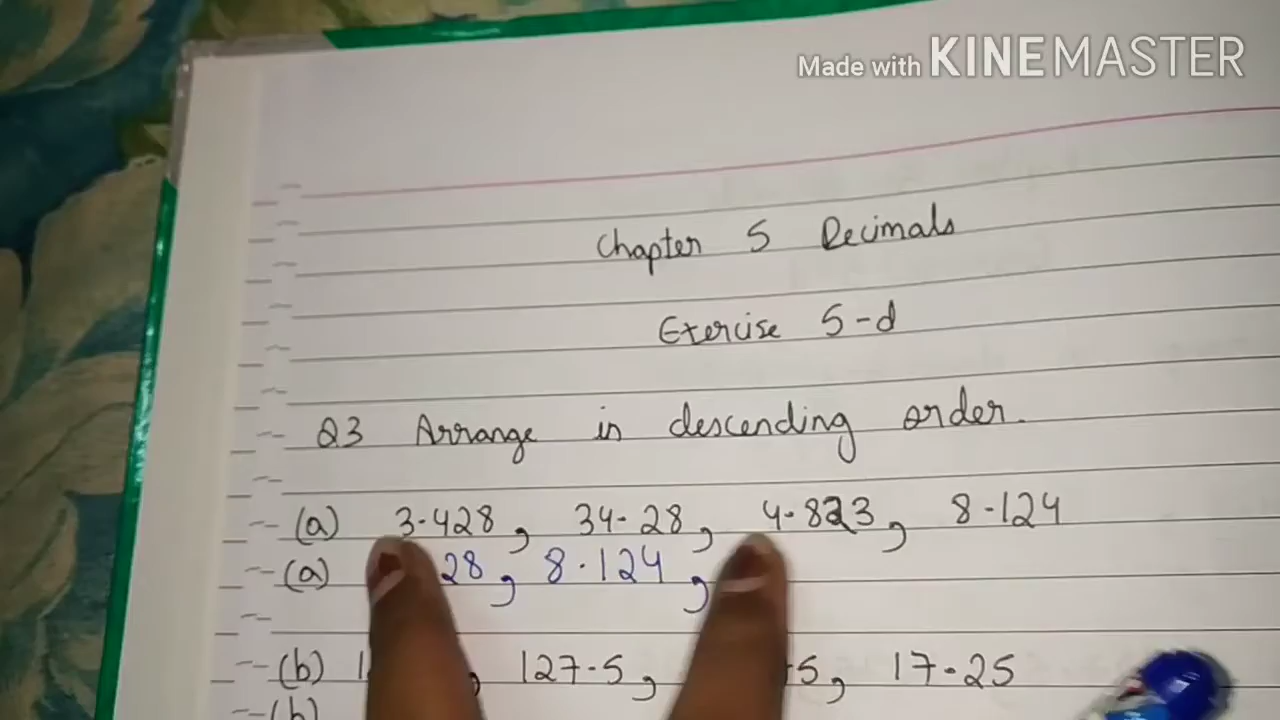 Made with KINEMASTER
Chapter 5 Decimals
Exercise 5-d
Q3 Arrange in descending order.
(a) 3.428, 34.28, 4.823, 8.124
(a) 28, 8.124,
(b) 1 , 127.5, .5, 17.25
(b)